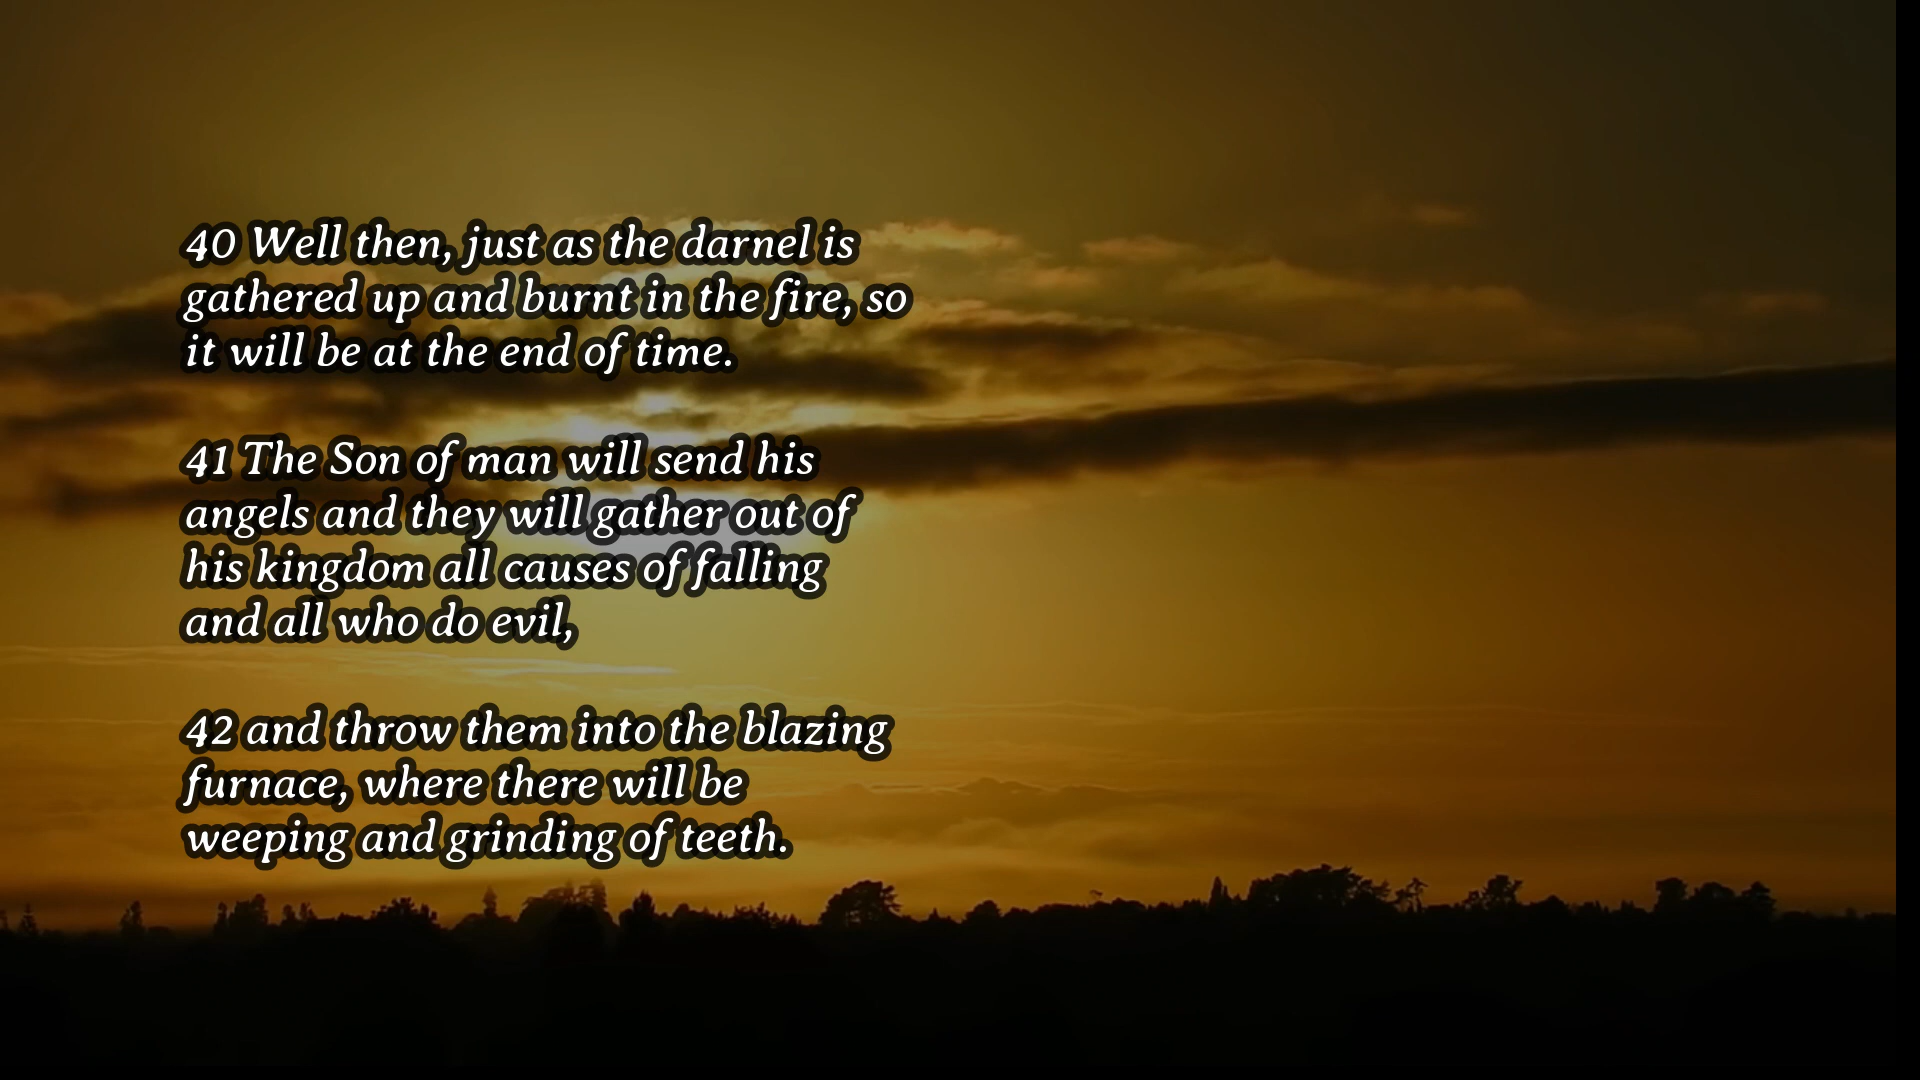 40 Well then, just as the darnel is
gathered up and burnt in the fire, so
it will be at the end of time.
41 The Son of man will send his
angels and they will gather out of
his kingdom all causes of falling
and all who do evil,
42 and throw them into the blazing
furnace, where there will be
weeping and grinding of teeth.